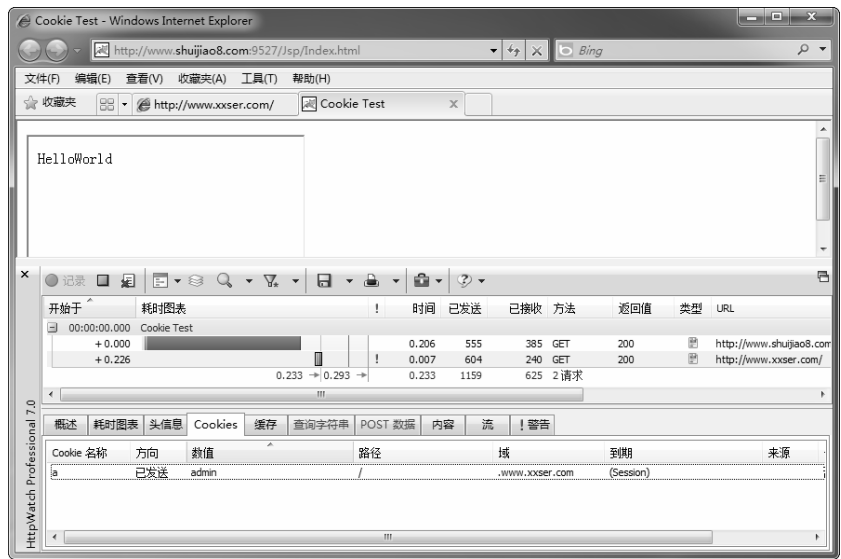 Cookie Test - Windows Internet Explorer
http://www.shuijiao8.com:9527/Jsp/Index.html
Bing
文件(F) 编辑(E) 查看(V) 收藏夹(A) 工具(T) 帮助(H)
收藏夹 http://www.xxser.com/ Cookie Test x
HelloWorld
记录
开始于 耗时图表 ! 时间 已发送 已接收 方法 返回值 类型 URL
00:00:00.000 Cookie Test
+ 0.000 0.206 555 385 GET 200 http://www.shuijiao8.com
+ 0.226 ! 0.007 604 240 GET 200 http://www.xxser.com/
0.233 0.293 0.233 1159 625 2 请求
概述 耗时图表 头信息 Cookies 缓存 查询字符串 POST 数据 内容 流 ! 警告
Cookie 名称 方向 数值 路径 域 到期 来源
a 已发送 admin / .www.xxser.com (Session)
HttpWatch Professional 7.0